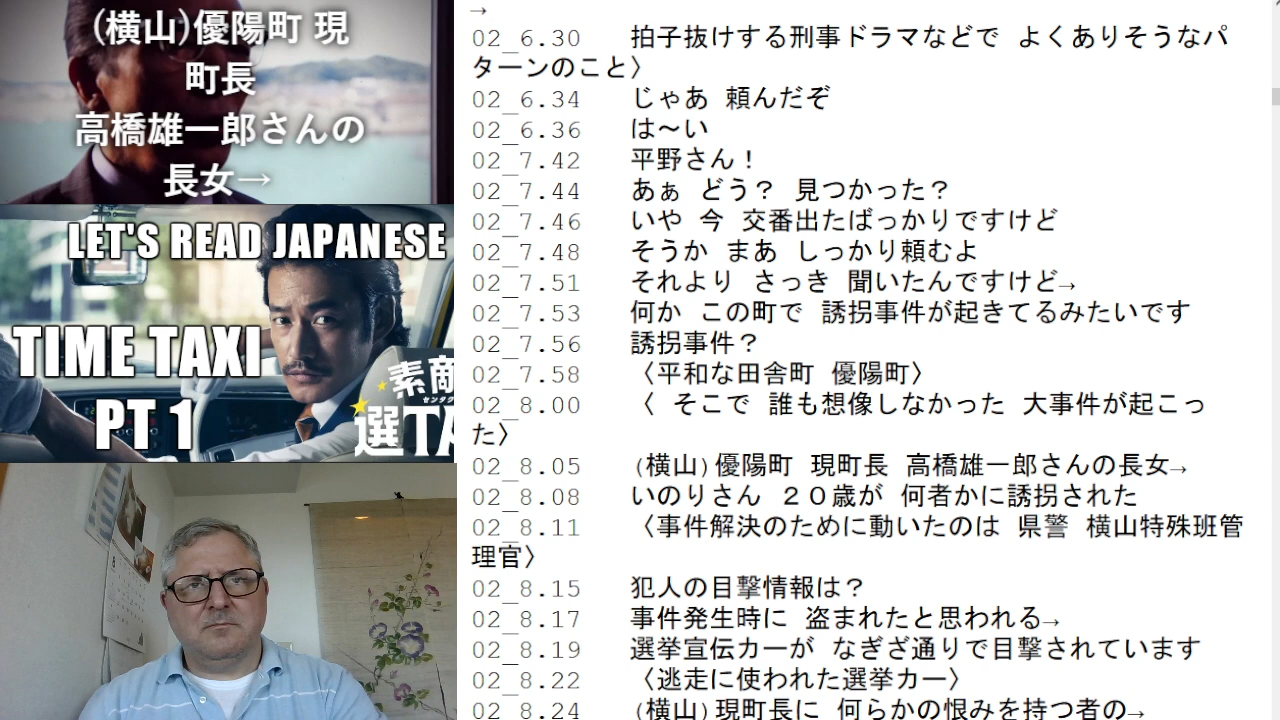 (横山)優陽町 現
町長
高橋雄一郎さんの
長女→
LET'S READ JAPANESE
TIME TAXI
PT 1
素敵
センタク
選TA
→
02_6.30 拍子抜けする刑事ドラマなどで よくありそうなパ
ターンのこと〉
02_6.34 じゃあ 頼んだぞ
02_6.36 は～い
02_7.42 平野さん！
02_7.44 あぁ どう？ 見つかった？
02_7.46 いや 今 交番出たばっかりですけど
02_7.48 そうか まあ しっかり頼むよ
02_7.51 それより さっき 聞いたんですけど→
02_7.53 何か この町で 誘拐事件が起きてるみたいです
02_7.56 誘拐事件？
02_7.58 〈平和な田舎町 優陽町〉
02_8.00 〈 そこで 誰も想像しなかった 大事件が起こっ
た〉
02_8.05 (横山)優陽町 現町長 高橋雄一郎さんの長女→
02_8.08 いのりさん ２０歳が 何者かに誘拐された
02_8.11 〈事件解決のために動いたのは 県警 横山特殊班管
理官〉
02_8.15 犯人の目撃情報は？
02_8.17 事件発生時に 盗まれたと思われる→
02_8.19 選挙宣伝カーが なぎざ通りで目撃されています
02_8.22 〈逃走に使われた選挙カー〉
02_8.24 (横山)現町長に 何らかの恨みを持つ者の→